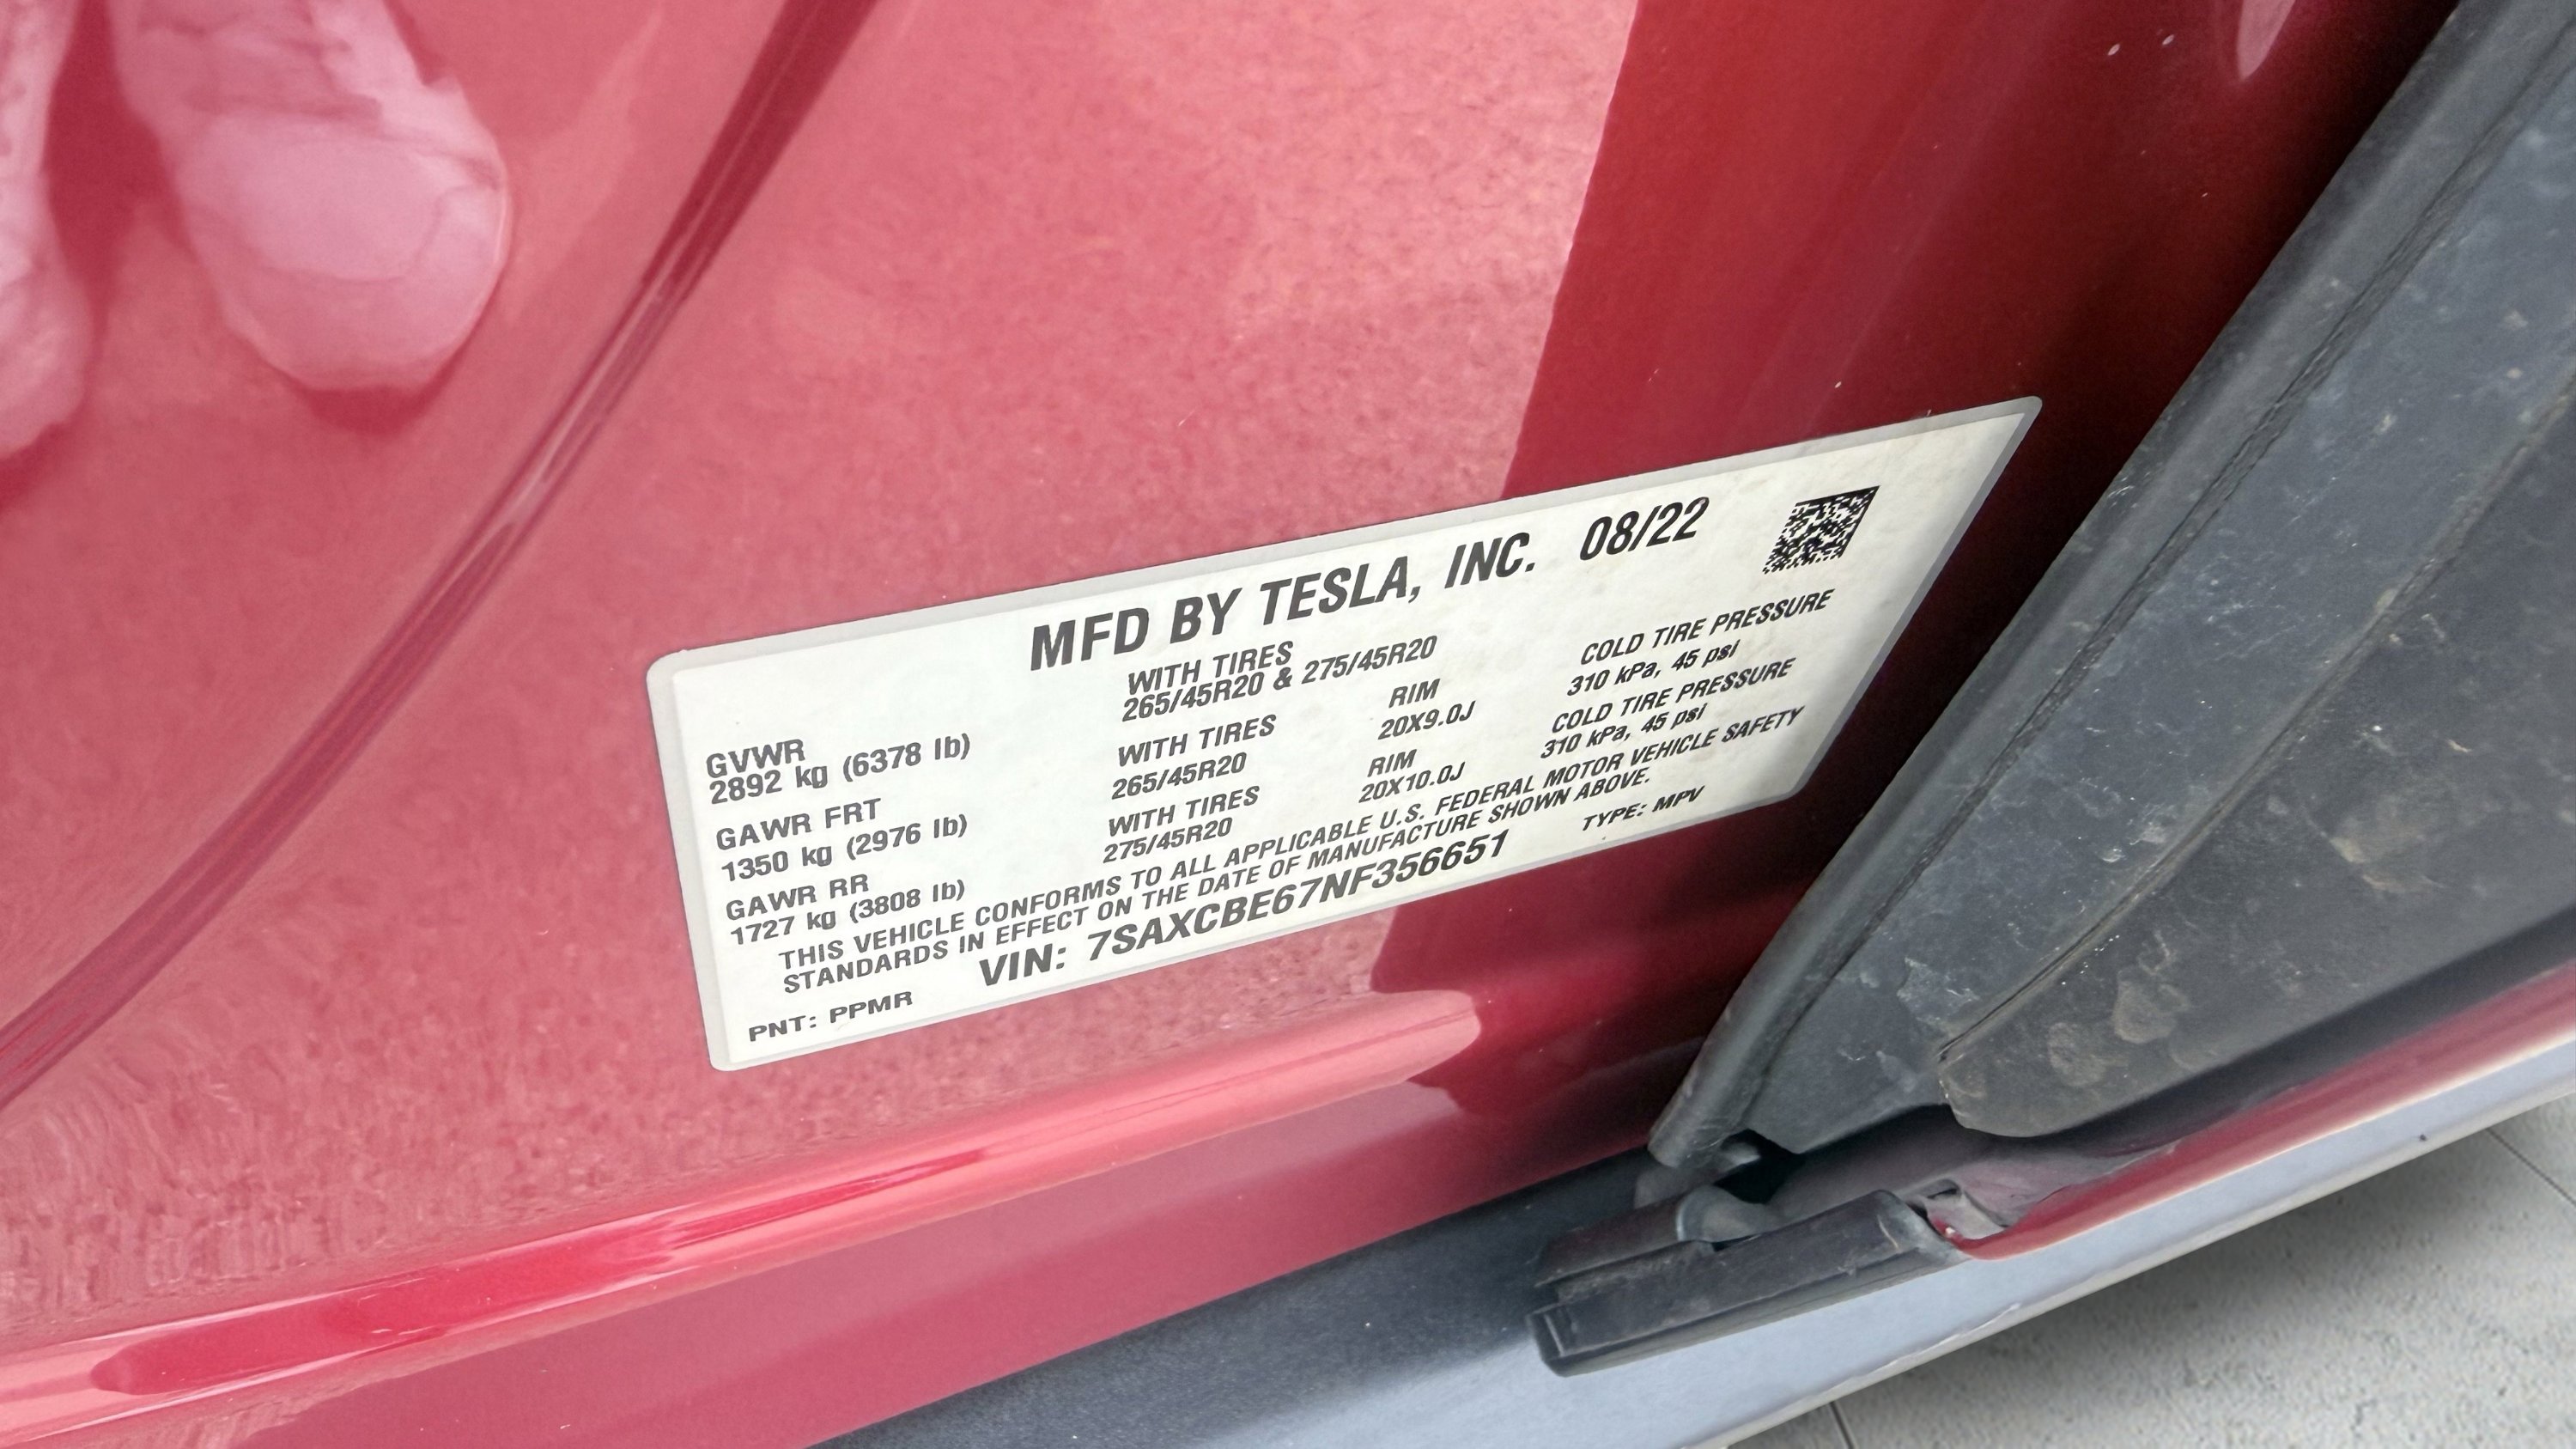 MFD BY TESLA, INC. 08/22
WITH TIRES
265/45R20 & 275/45R20
GVWR
2892 kg (6378 lb)
WITH TIRES RIM COLD TIRE PRESSURE
GAWR FRT
1350 kg (2976 lb) 265/45R20 20X9.0J 310 kPa, 45 psi
GAWR RR WITH TIRES RIM COLD TIRE PRESSURE
1727 kg (3808 lb) 275/45R20 20X10.0J 310 kPa, 45 psi
THIS VEHICLE CONFORMS TO ALL APPLICABLE U.S. FEDERAL MOTOR VEHICLE SAFETY
STANDARDS IN EFFECT ON THE DATE OF MANUFACTURE SHOWN ABOVE.
PNT: PPMR VIN: 7SAXCBE67NF356651 TYPE: MPV